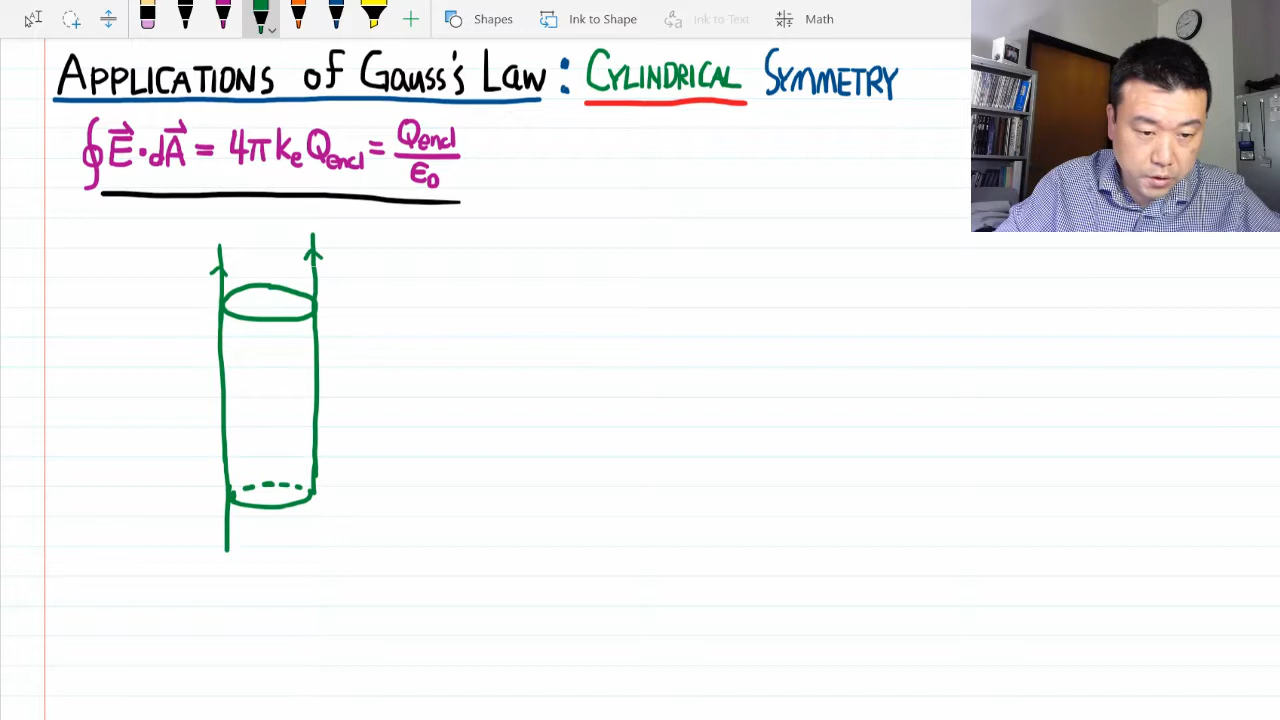 Shapes Ink to Shape Ink to Text Math
APPLICATIONS of Gauss's Law : CYLINDRICAL SYMMETRY
∮ E⃗ · dA⃗ = 4πkₑQₑₙcₗ = Qₑₙcₗ/ε₀